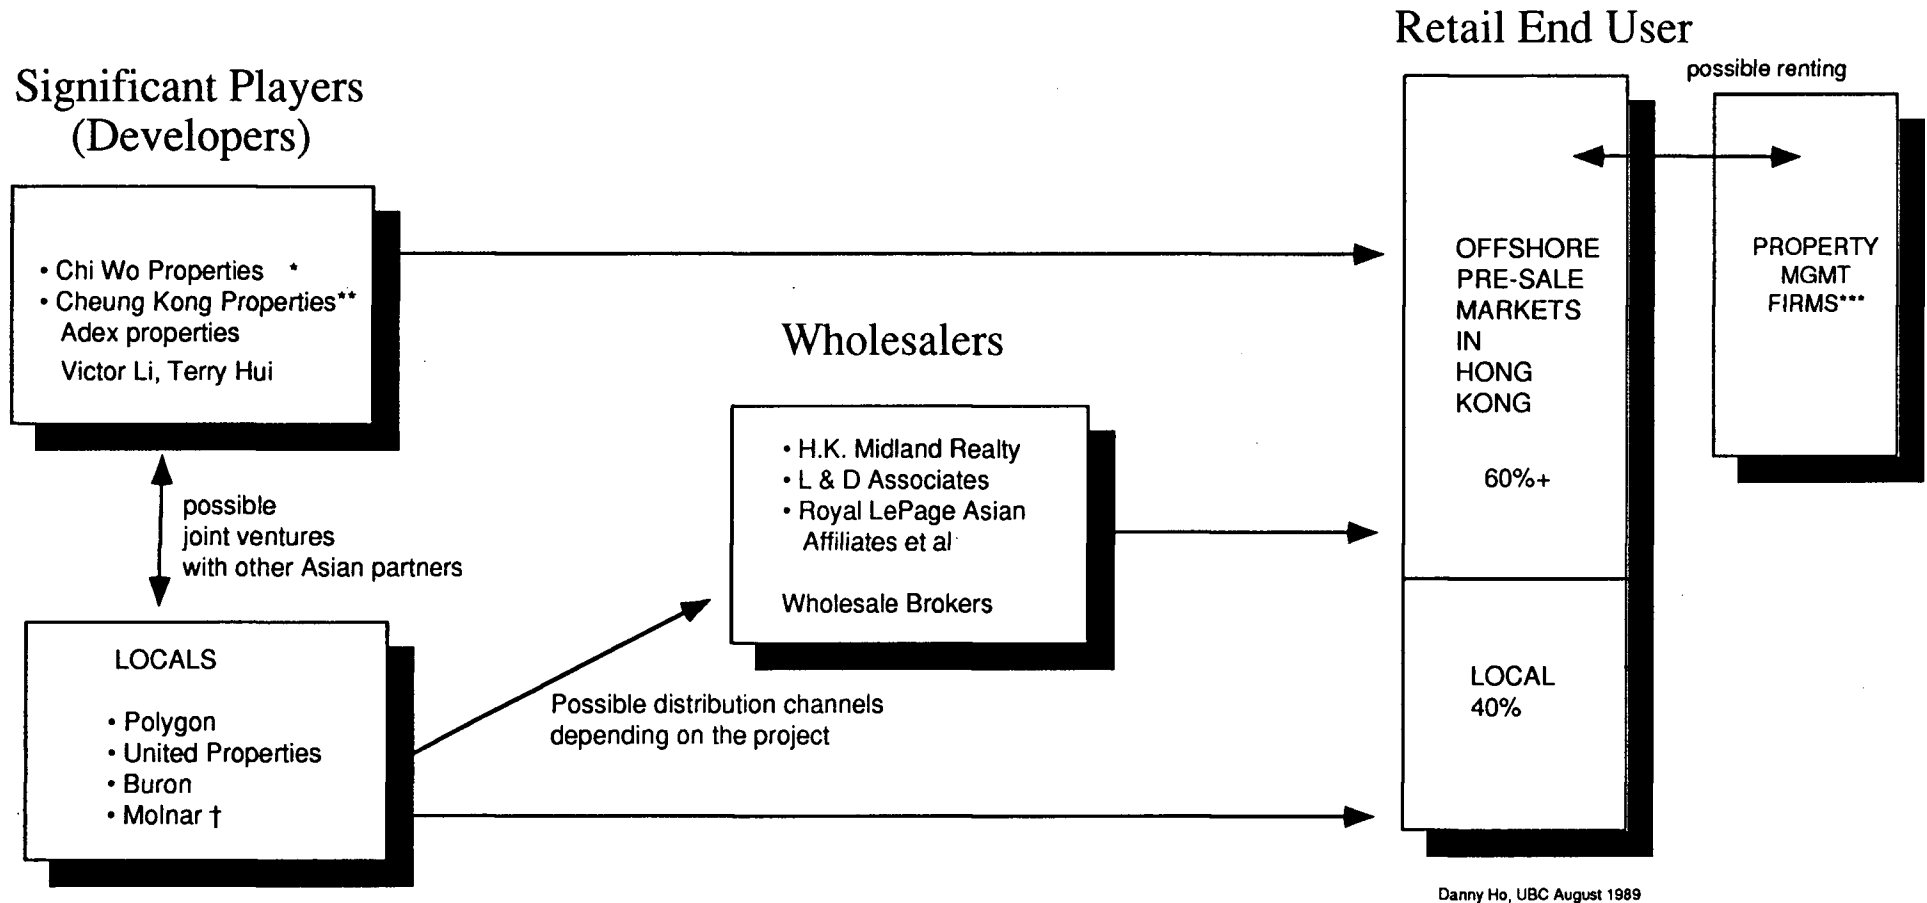 Retail End User
possible renting
Significant Players
(Developers)
• Chi Wo Properties *
• Cheung Kong Properties**
Adex properties
Victor Li, Terry Hui
possible
joint ventures
with other Asian partners
LOCALS
• Polygon
• United Properties
• Buron
• Molnar †
Wholesalers
• H.K. Midland Realty
• L & D Associates
• Royal LePage Asian
Affiliates et al
Wholesale Brokers
Possible distribution channels
depending on the project
OFFSHORE
PRE-SALE
MARKETS
IN
HONG
KONG
60%+
LOCAL
40%
PROPERTY
MGMT
FIRMS***
Danny Ho, UBC August 1989